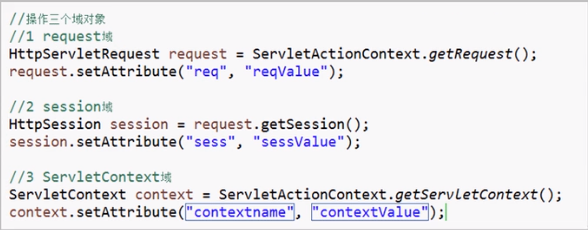 //操作三个域对象
//1 request域
HttpServletRequest request = ServletActionContext.getRequest();
request.setAttribute("req", "reqValue");
//2 session域
HttpSession session = request.getSession();
session.setAttribute("sess", "sessValue");
//3 ServletContext域
ServletContext context = ServletActionContext.getServletContext();
context.setAttribute("contextname", "contextValue");